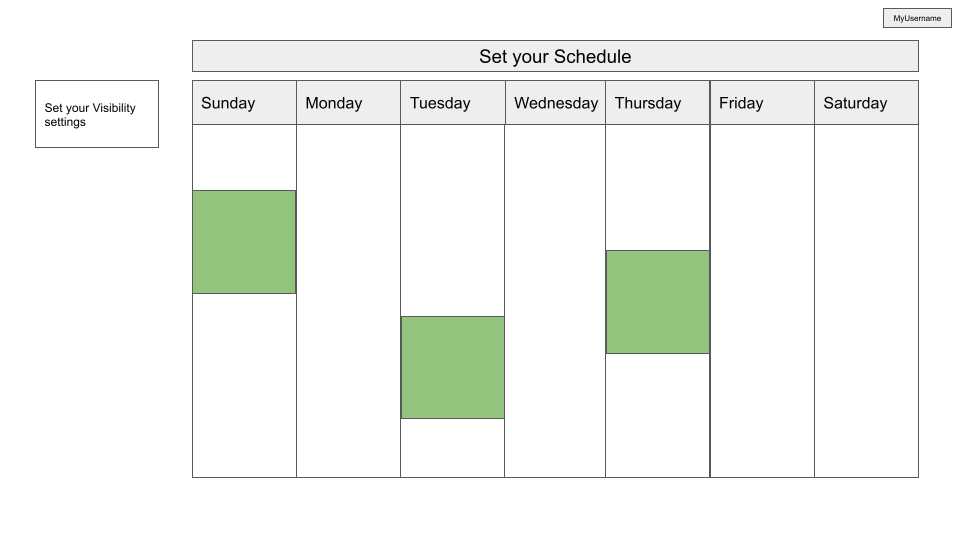 MyUsername
Set your Schedule
Set your Visibility
settings
Sunday Monday Tuesday Wednesday Thursday Friday Saturday